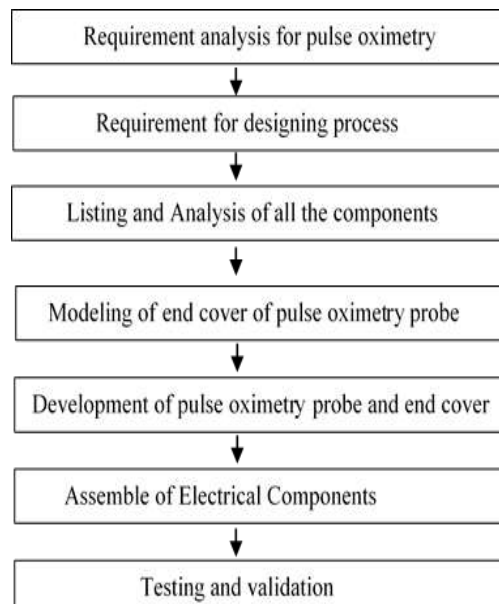 Requirement analysis for pulse oximetry
Requirement for designing process
Listing and Analysis of all the components
Modeling of end cover of pulse oximetry probe
Development of pulse oximetry probe and end cover
Assemble of Electrical Components
Testing and validation